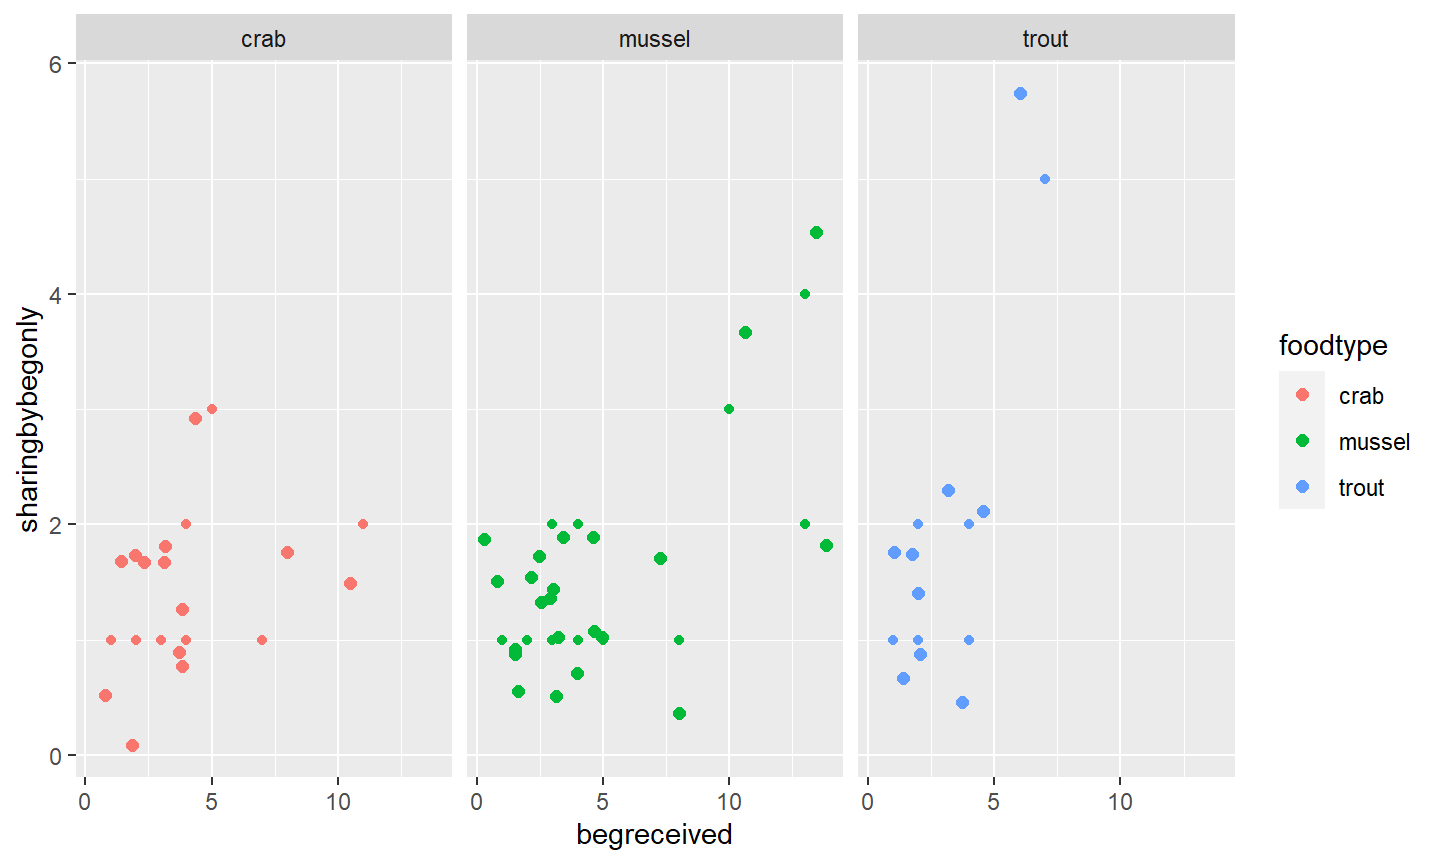 crab mussel trout
6
4
2
0
sharingbybegonly
0 5 10 0 5 10 0 5 10
begreceived
foodtype
crab
mussel
trout